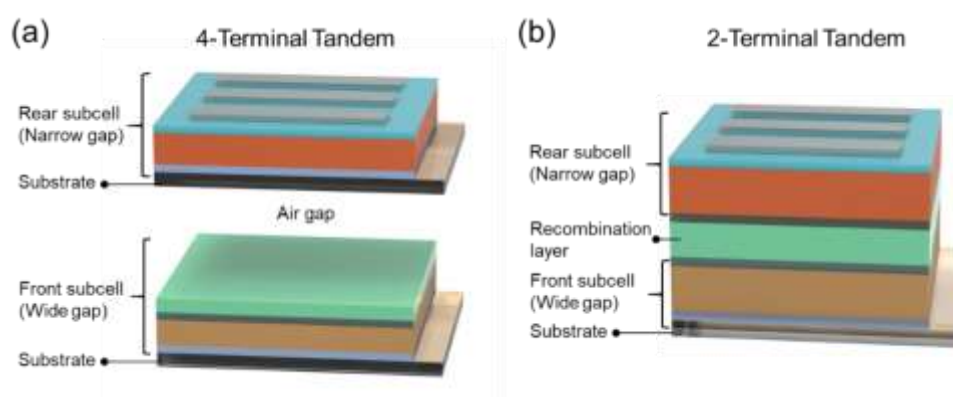 (a)
4-Terminal Tandem
Rear subcell
(Narrow gap)
Substrate
Air gap
Front subcell
(Wide gap)
Substrate
(b)
2-Terminal Tandem
Rear subcell
(Narrow gap)
Recombination
layer
Front subcell
(Wide gap)
Substrate